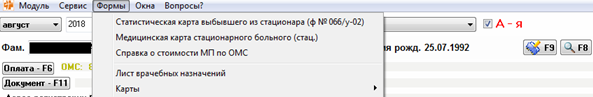 Модуль Сервис Формы Окна Вопросы?
август 2018 А - я
Статистическая карта выбывшего из стационара (ф № 066/у-02)
Медицинская карта стационарного больного (стац.)
Фам. рожд. 25.07.1992 F9 F8
Справка о стоимости МП по ОМС
Оплата - F6 ОМС:
Лист врачебных назначений
Документ - F11
Карты